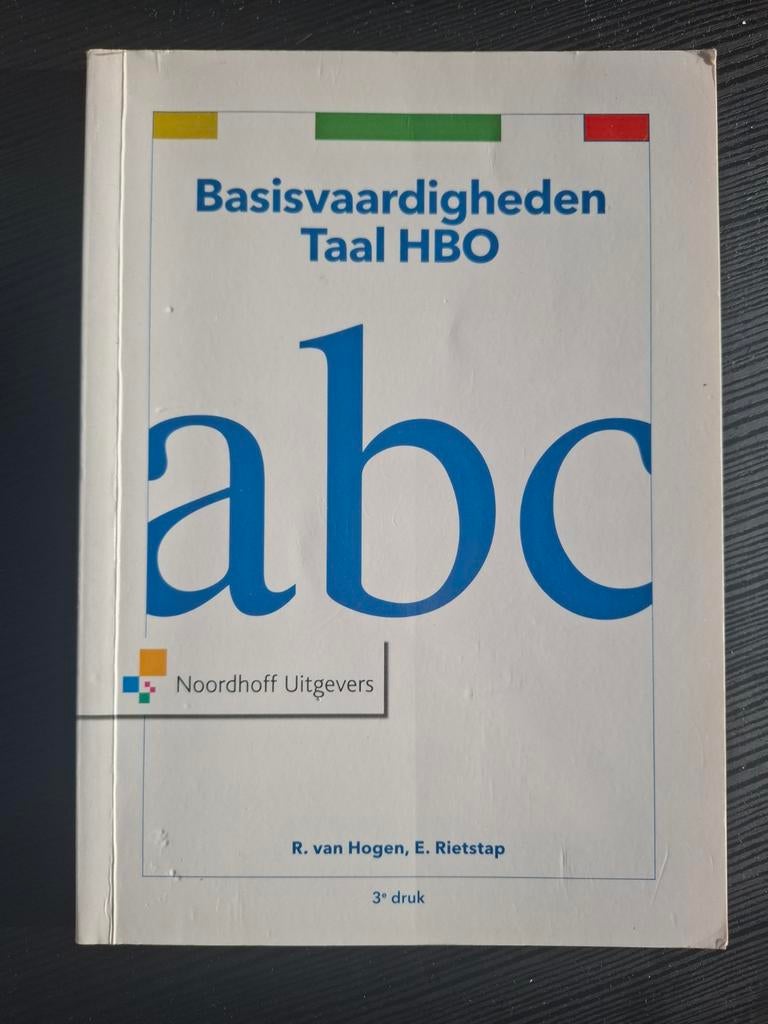 Basisvaardigheden
Taal HBO
abc
Noordhoff Uitgevers
R. van Hogen, E. Rietstap
3e druk